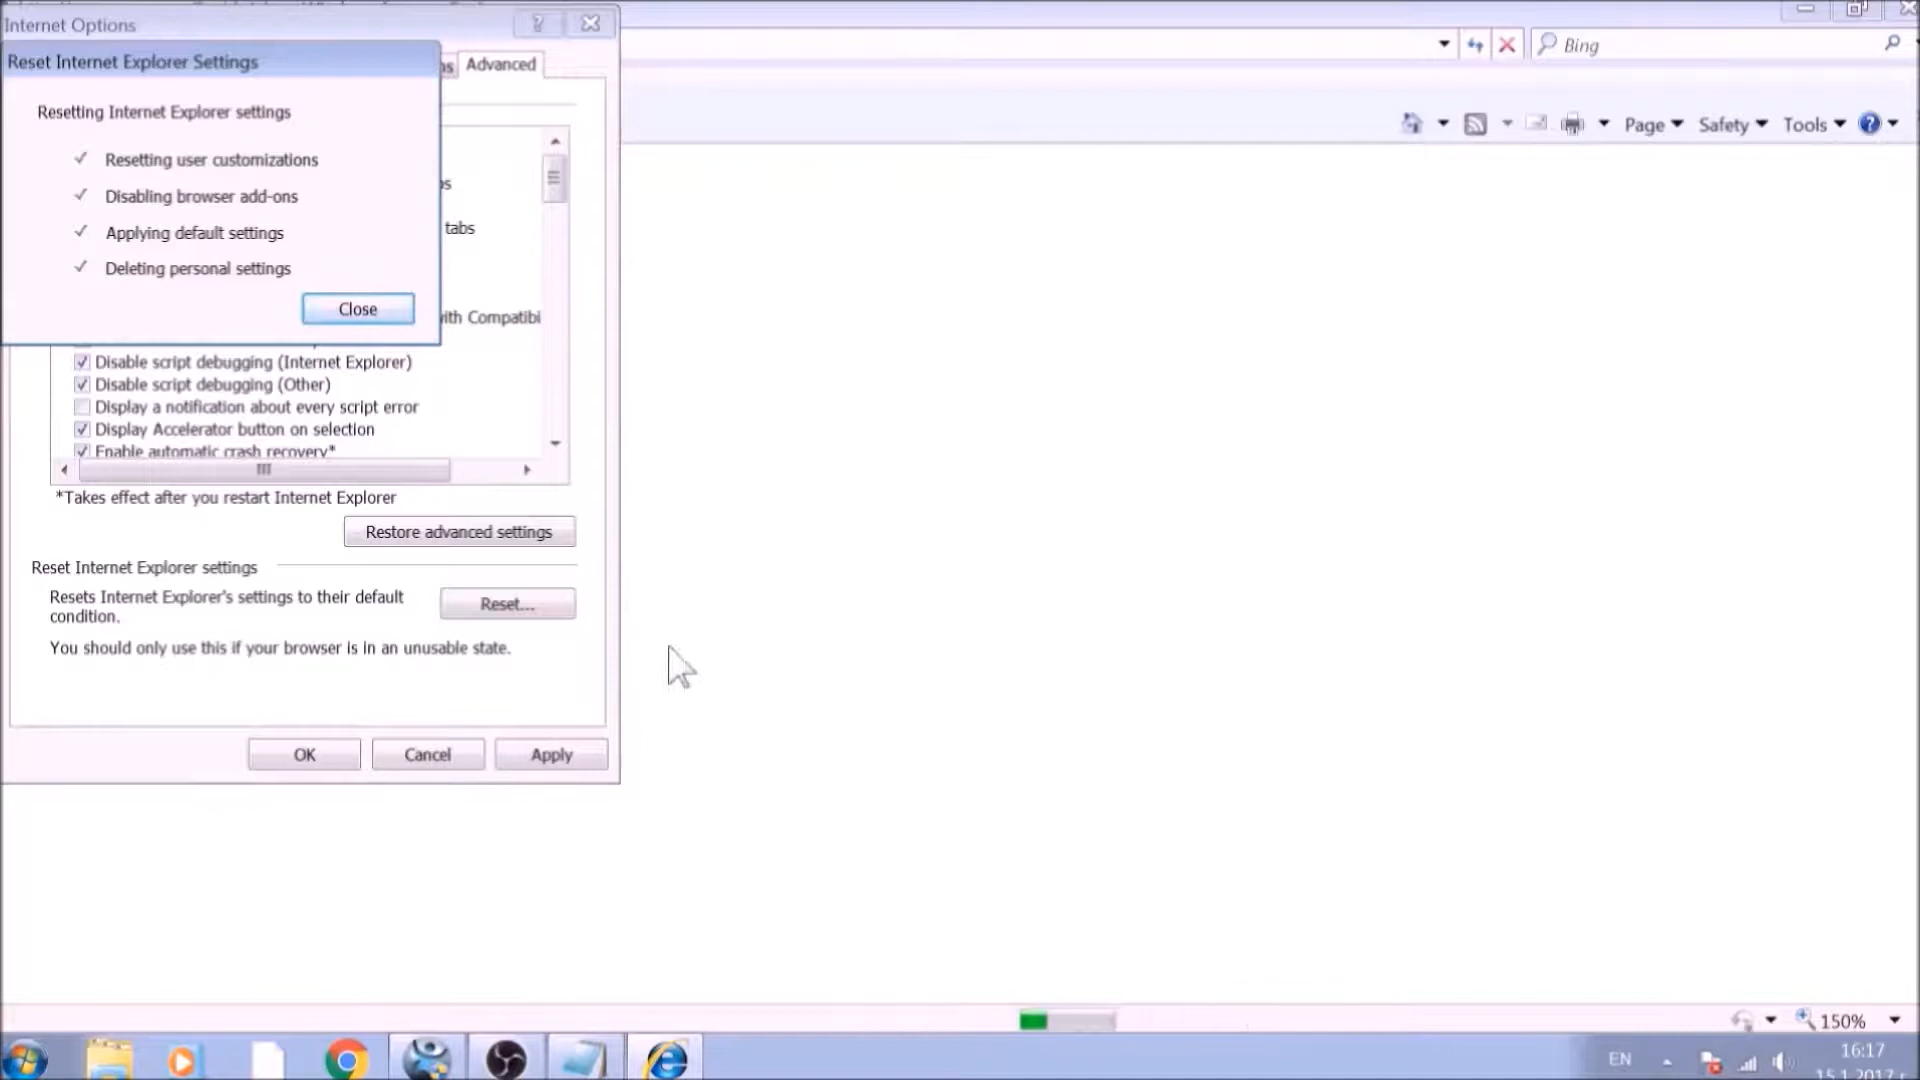 Internet Options
Reset Internet Explorer Settings
Advanced
Bing
Resetting Internet Explorer settings
Resetting user customizations
Disabling browser add-ons
Applying default settings
Deleting personal settings
Close
tabs
with Compatibi
Page
Safety
Tools
Disable script debugging (Internet Explorer)
Disable script debugging (Other)
Display a notification about every script error
Display Accelerator button on selection
Enable automatic crash recovery*
*Takes effect after you restart Internet Explorer
Restore advanced settings
Reset Internet Explorer settings
Resets Internet Explorer's settings to their default
condition.
Reset...
You should only use this if your browser is in an unusable state.
OK
Cancel
Apply
150%
EN
16:17
15.1.2017 г.